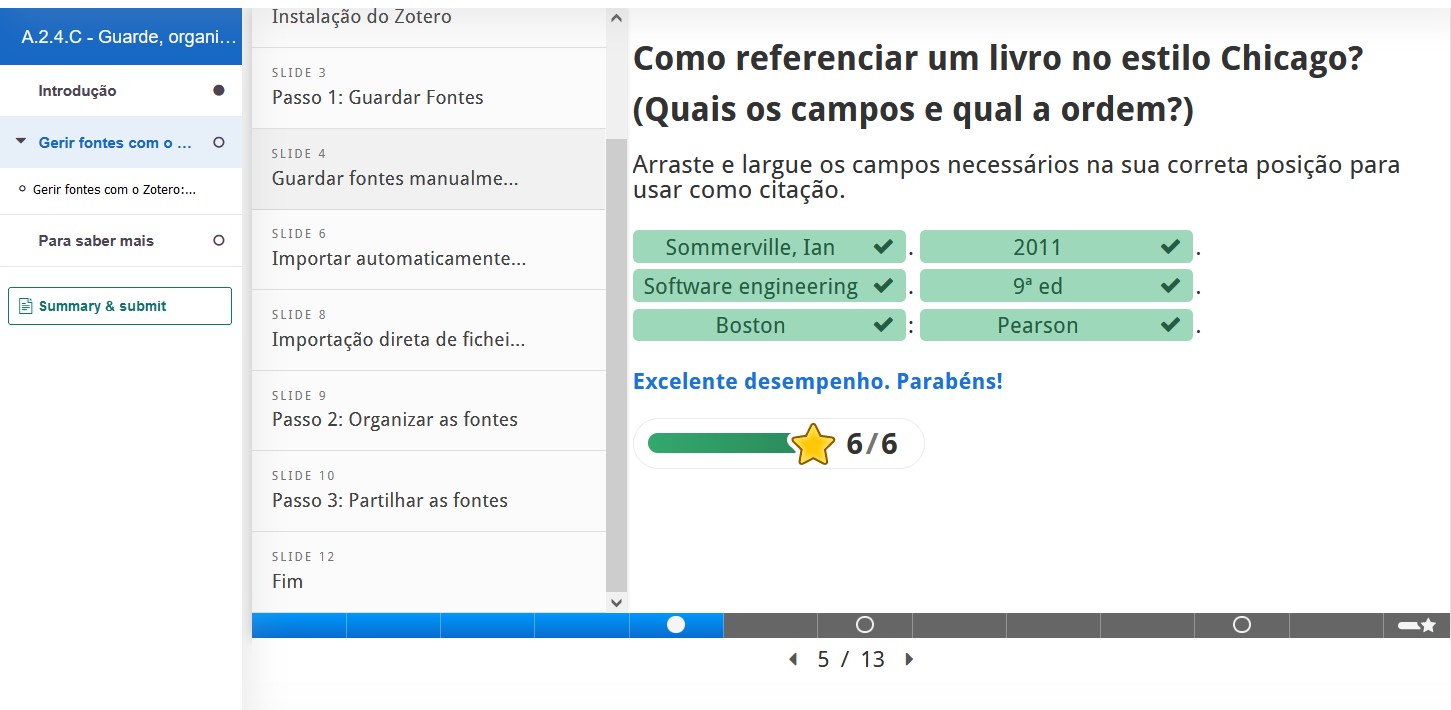 A.2.4.C - Guarde, organi...
Introdução
Gerir fontes com o ...
Gerir fontes com o Zotero:...
Para saber mais
Summary & submit
Instalação do Zotero
SLIDE 3
Passo 1: Guardar Fontes
SLIDE 4
Guardar fontes manualme...
SLIDE 6
Importar automaticamente...
SLIDE 8
Importação direta de fichei...
SLIDE 9
Passo 2: Organizar as fontes
SLIDE 10
Passo 3: Partilhar as fontes
SLIDE 12
Fim
Como referenciar um livro no estilo Chicago?
(Quais os campos e qual a ordem?)
Arraste e largue os campos necessários na sua correta posição para
usar como citação.
Sommerville, Ian . 2011 .
Software engineering . 9ª ed .
Boston : Pearson .
Excelente desempenho. Parabéns!
6/6
5 / 13